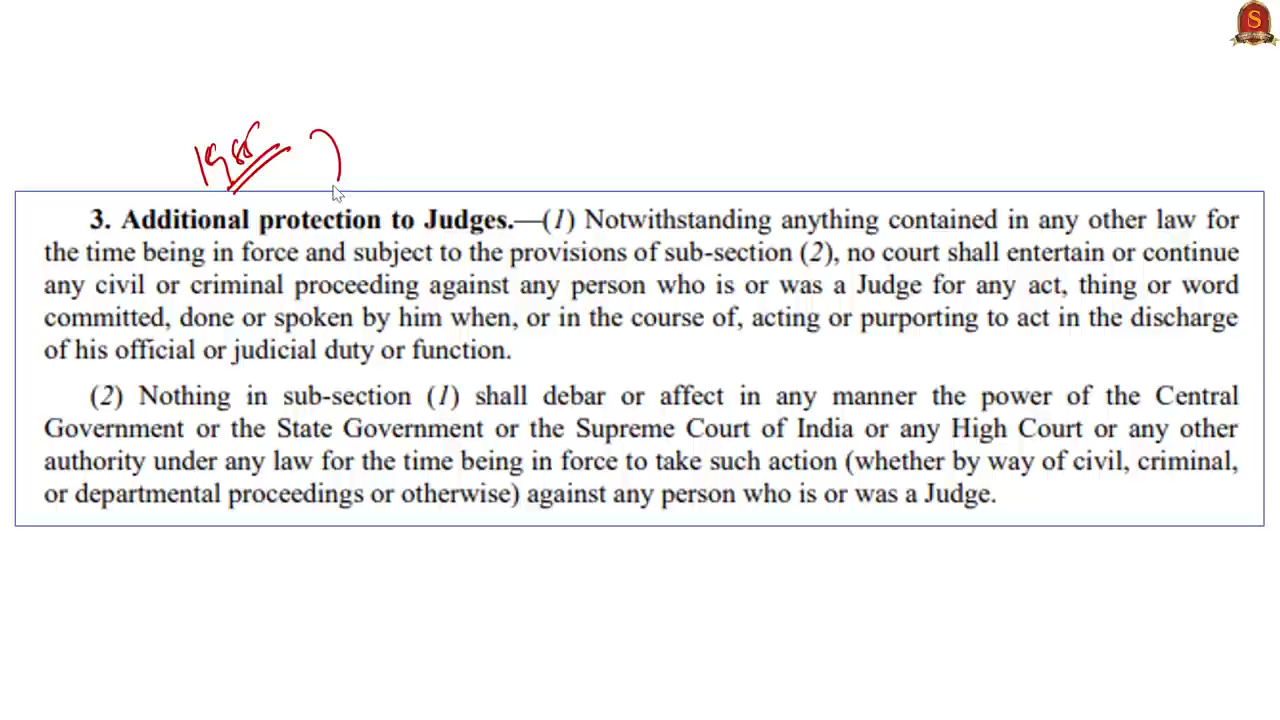 S
1985
3. Additional protection to Judges.—(1) Notwithstanding anything contained in any other law for
the time being in force and subject to the provisions of sub-section (2), no court shall entertain or continue
any civil or criminal proceeding against any person who is or was a Judge for any act, thing or word
committed, done or spoken by him when, or in the course of, acting or purporting to act in the discharge
of his official or judicial duty or function.
(2) Nothing in sub-section (1) shall debar or affect in any manner the power of the Central
Government or the State Government or the Supreme Court of India or any High Court or any other
authority under any law for the time being in force to take such action (whether by way of civil, criminal,
or departmental proceedings or otherwise) against any person who is or was a Judge.